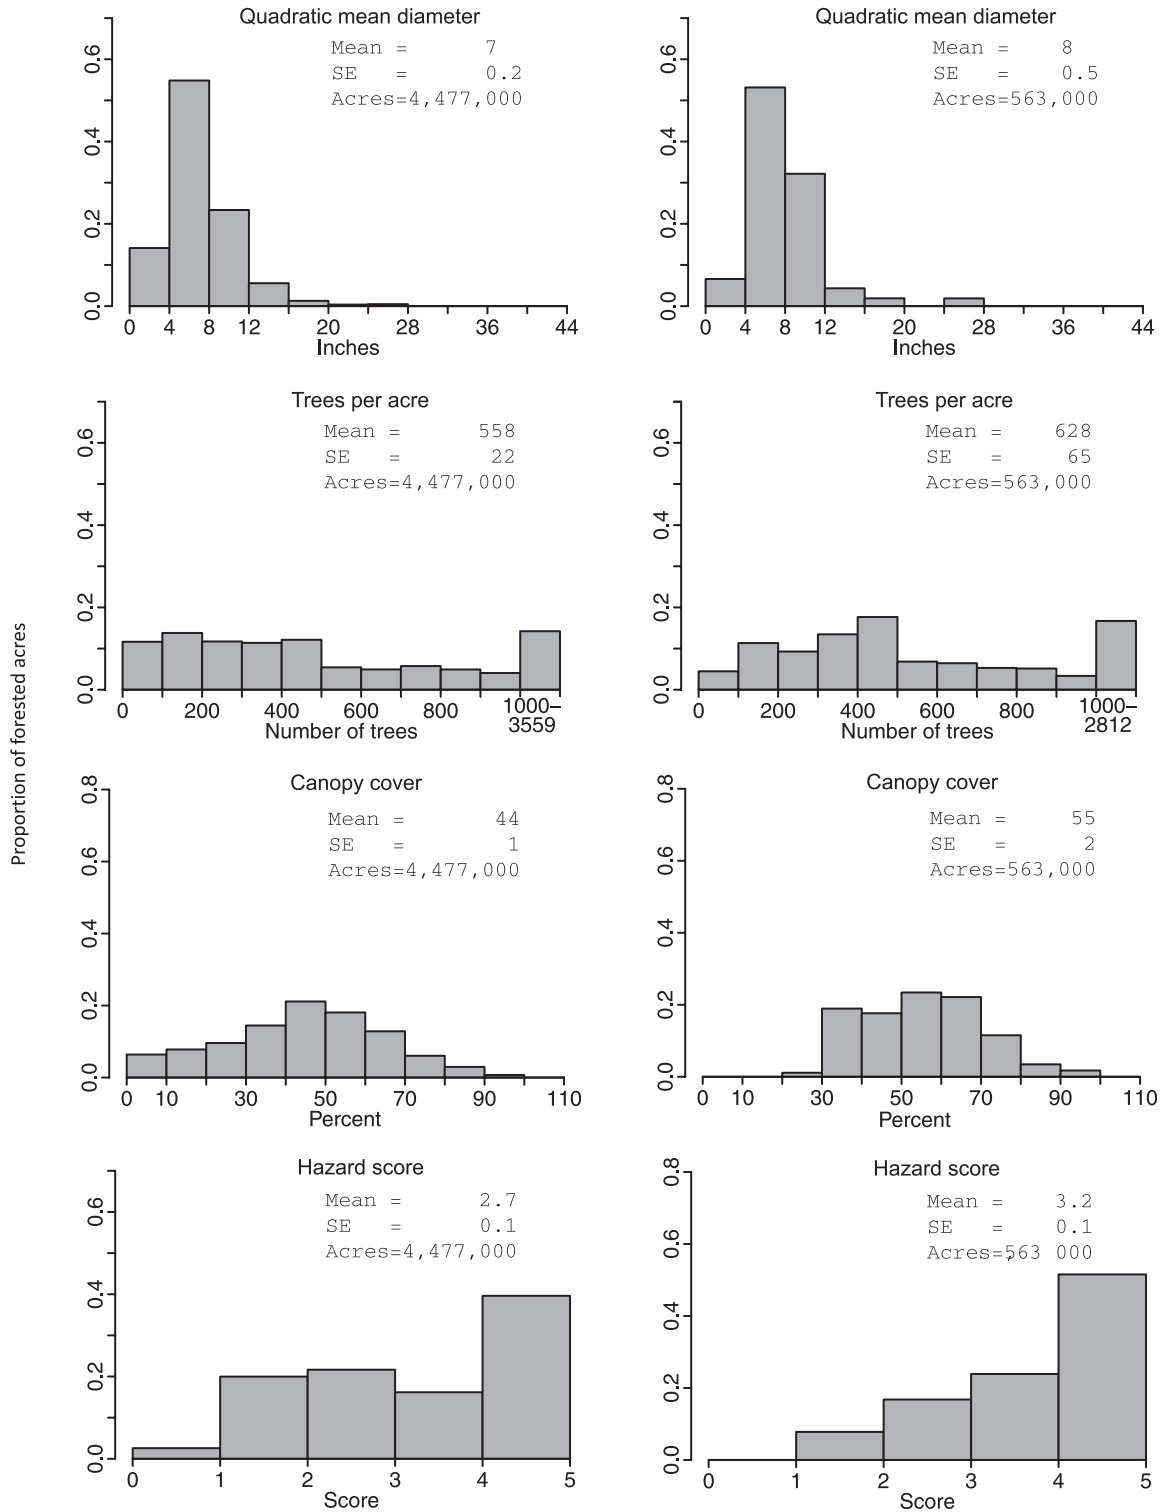 Proportion of forested acres
Quadratic mean diameter
Mean = 7
SE = 0.2
Acres=4,477,000
0.0 0.2 0.4 0.6
0 4 8 12 20 28 36 44
Inches
Quadratic mean diameter
Mean = 8
SE = 0.5
Acres=563,000
0.0 0.2 0.4 0.6
0 4 8 12 20 28 36 44
Inches
Trees per acre
Mean = 558
SE = 22
Acres=4,477,000
0.0 0.2 0.4 0.6
0 200 400 600 800 1000–
3559
Number of trees
Trees per acre
Mean = 628
SE = 65
Acres=563,000
0.0 0.2 0.4 0.6
0 200 400 600 800 1000–
2812
Number of trees
Canopy cover
Mean = 44
SE = 1
Acres=4,477,000
0.0 0.2 0.4 0.6 0.8
0 10 30 50 70 90 110
Percent
Canopy cover
Mean = 55
SE = 2
Acres=563,000
0.0 0.2 0.4 0.6 0.8
0 10 30 50 70 90 110
Percent
Hazard score
Mean = 2.7
SE = 0.1
Acres=4,477,000
0.0 0.2 0.4 0.6
0 1 2 3 4 5
Score
Hazard score
Mean = 3.2
SE = 0.1
Acres=563,000
0.0 0.2 0.4 0.6 0.8
0 1 2 3 4 5
Score